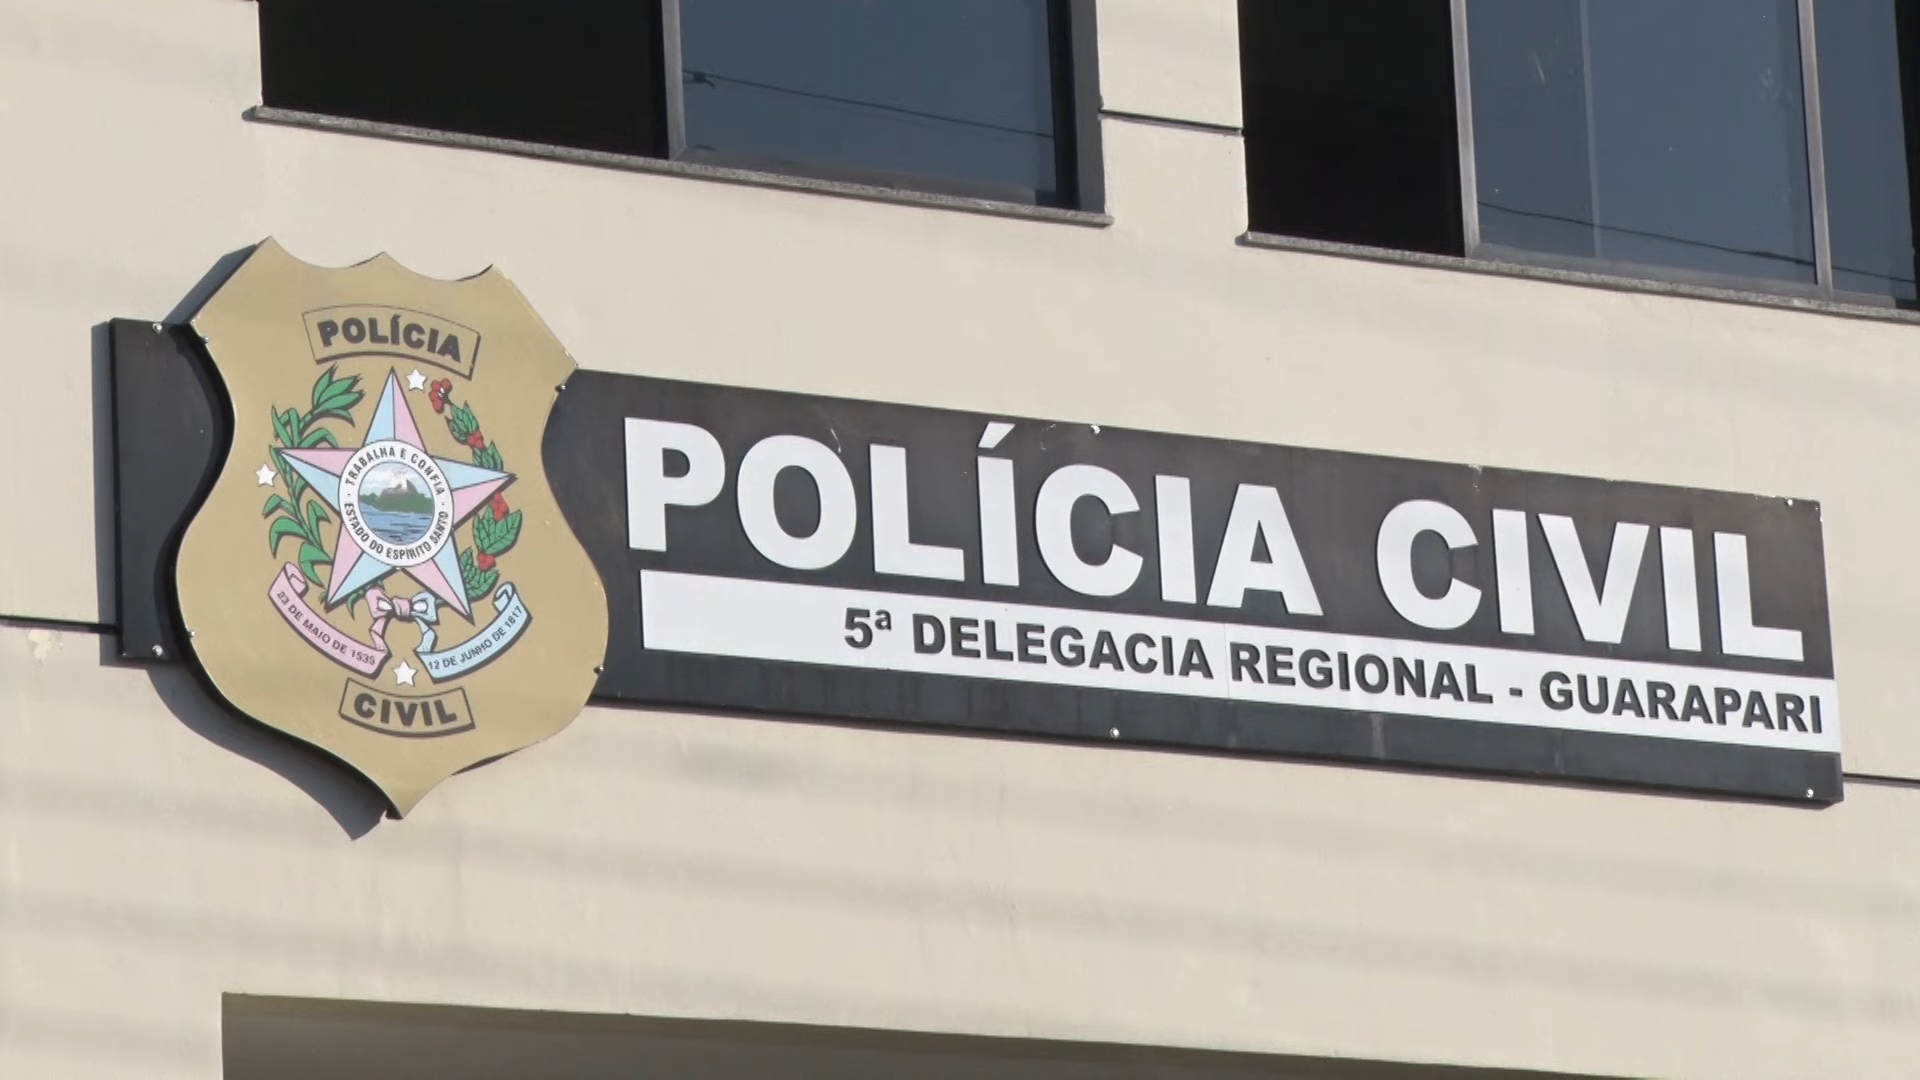 POLÍCIA
TRABALHA E CONFIA
ESTADO DO ESPÍRITO SANTO
23 DE MAIO DE 1535
12 DE JUNHO DE 1817
CIVIL
POLÍCIA CIVIL
5ª DELEGACIA REGIONAL - GUARAPARI